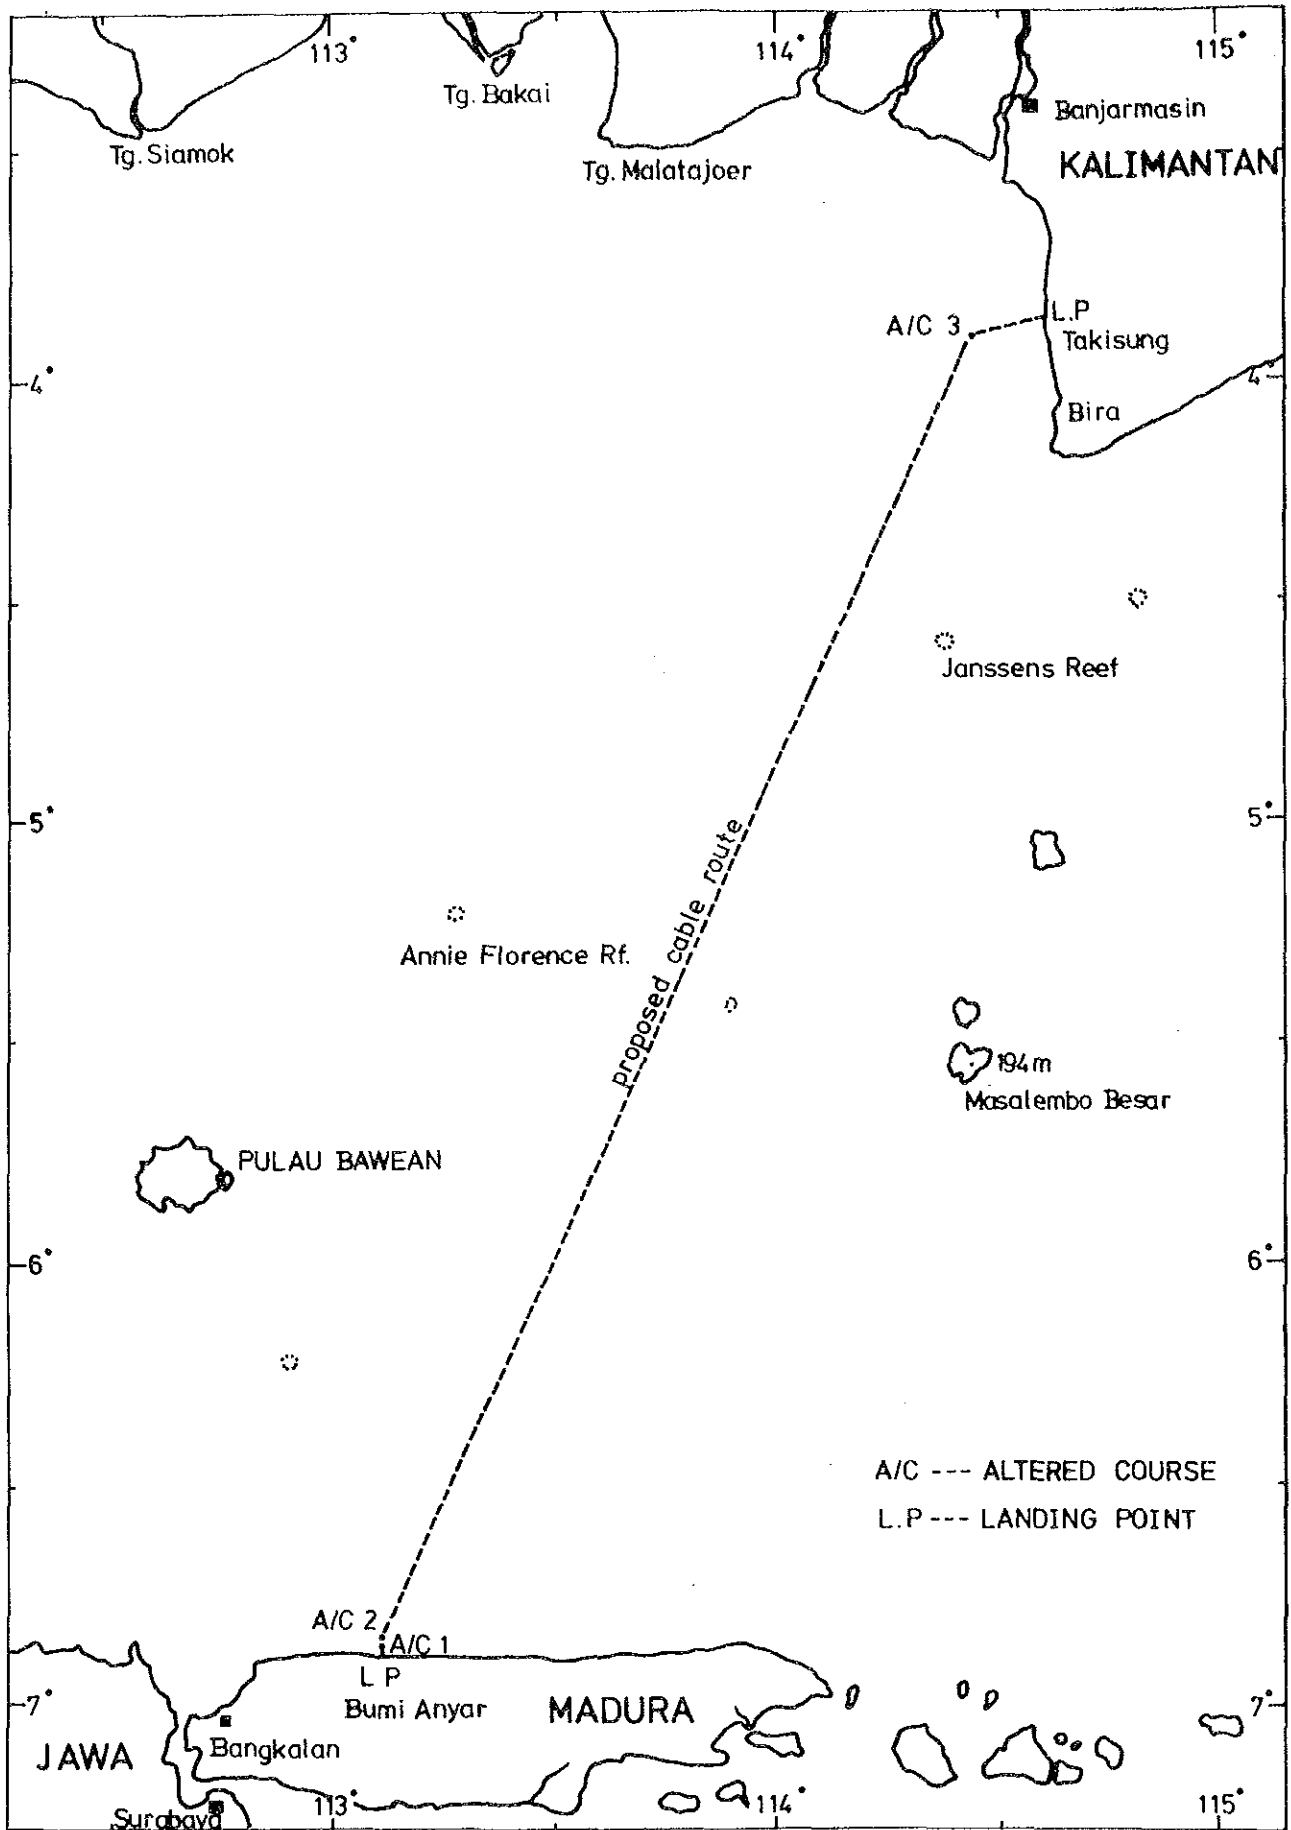 113°
114°
115°
Tg. Bakai
Banjarmasin
Tg. Siamok
Tg. Malatajoer
KALIMANTAN
A/C 3
L.P
Takisung
4°
4°
Bira
Janssens Reef
5°
5°
proposed cable route
Annie Florence Rf.
194m
Masalembo Besar
PULAU BAWEAN
6°
6°
A/C --- ALTERED COURSE
L.P --- LANDING POINT
A/C 2
A/C 1
L P
Bumi Anyar
MADURA
7°
7°
Bangkalan
JAWA
Surabaya
113°
114°
115°